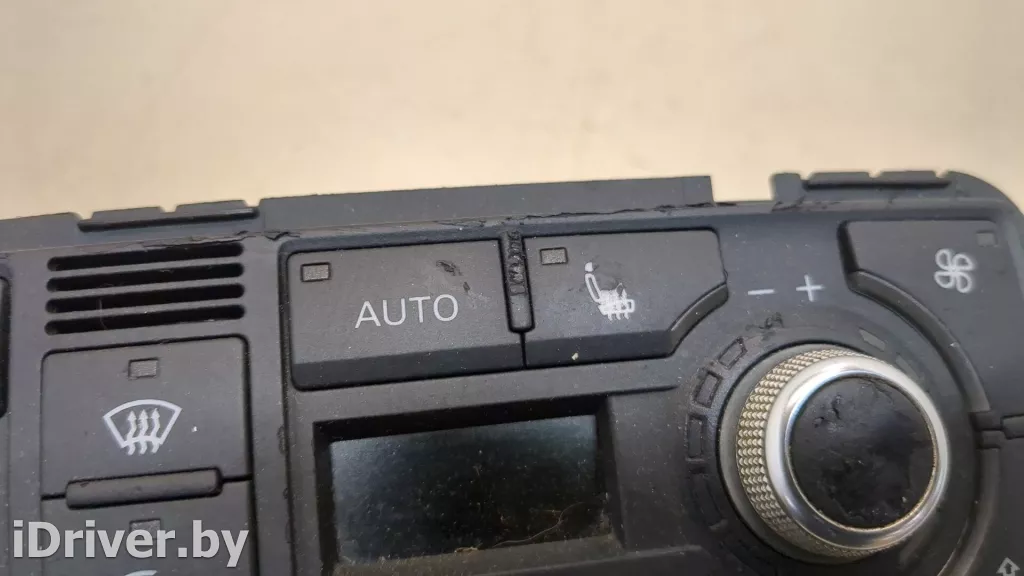 AUTO
− +
iDriver.by